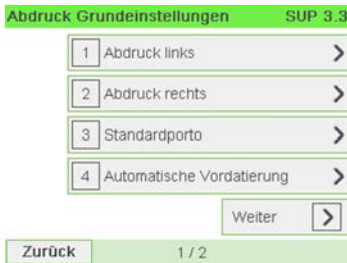 Abdruck Grundeinstellungen SUP 3.3
1 Abdruck links
2 Abdruck rechts
3 Standardporto
4 Automatische Vordatierung
Weiter
Zurück 1 / 2